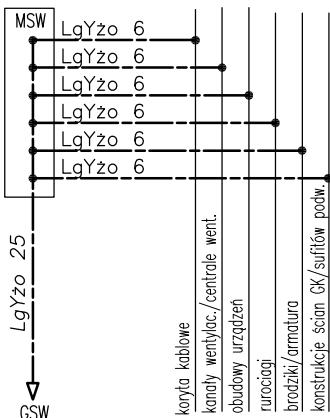 MSW
LgYżo 6
LgYżo 6
LgYżo 6
LgYżo 6
LgYżo 6
LgYżo 6
LgYżo 25
GSW
koryta kablowe
kanały wentylac./centrale went.
obudowy urządzeń
rurociagi
brodziki/armatura
konstrukcje ścian GK/sufitów podw.